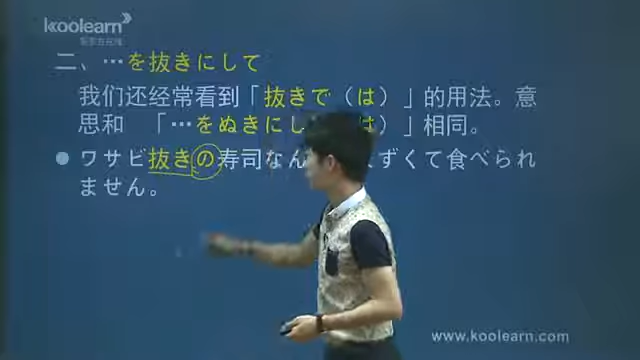 koolearn
二、…を抜きにして
我们还经常看到「抜きで（は）」的用法。意
思和 「…をぬきにし は）」相同。
ワサビ抜きの寿司なん ずくて食べられ
ません。
www.koolearn.com